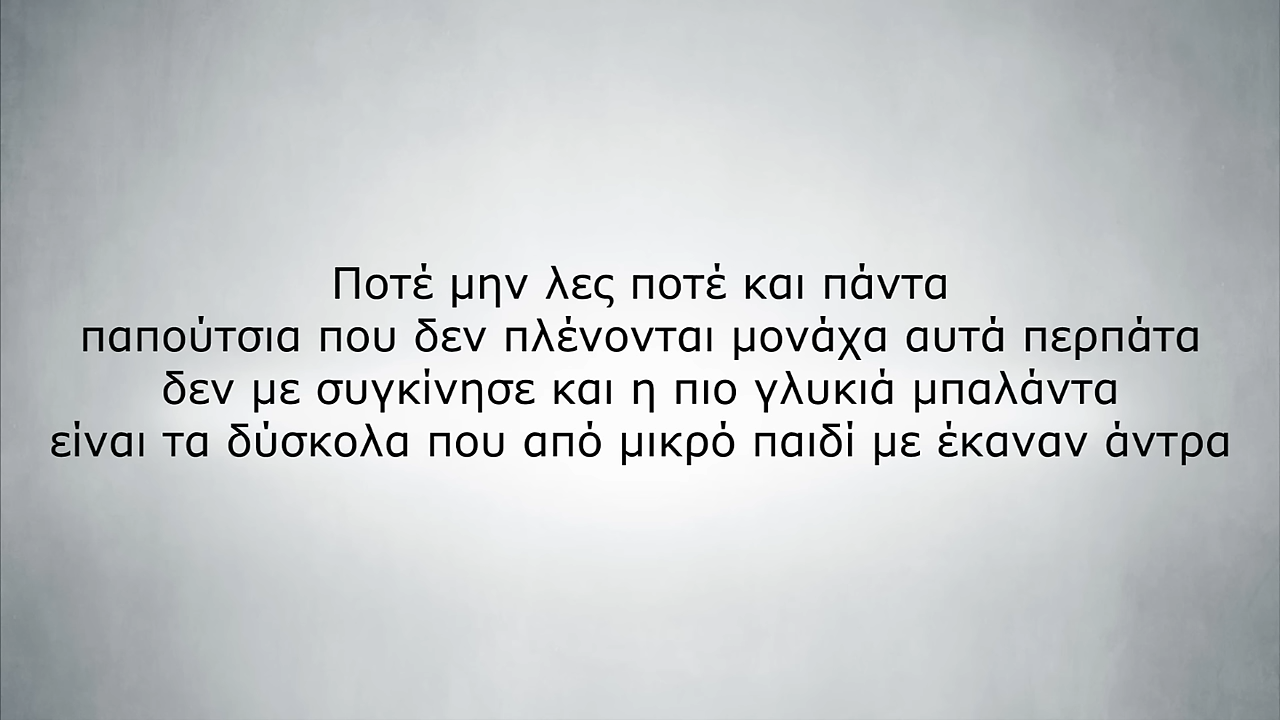 Ποτέ μην λες ποτέ και πάντα
παπούτσια που δεν πλένονται μονάχα αυτά περπάτα
δεν με συγκίνησε και η πιο γλυκιά μπαλάντα
είναι τα δύσκολα που από μικρό παιδί με έκαναν άντρα